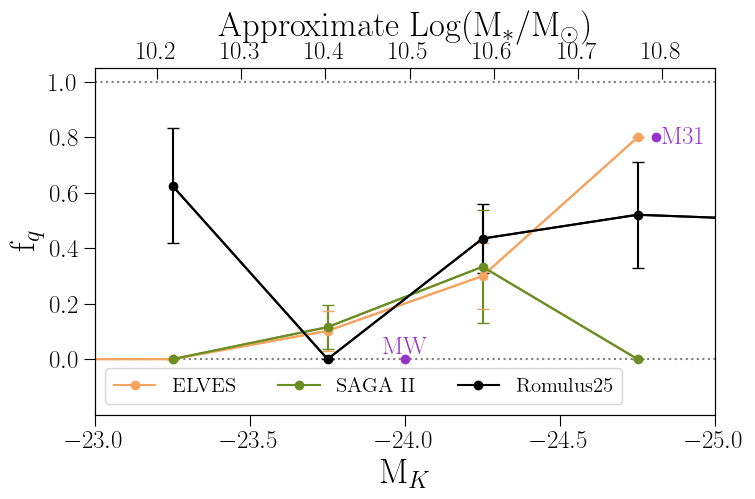 Approximate Log(M*/M☉)
10.2 10.3 10.4 10.5 10.6 10.7 10.8
1.0
0.8
0.6
0.4
0.2
0.0
f_q
M31
MW
ELVES SAGA II Romulus25
−23.0 −23.5 −24.0 −24.5 −25.0
M_K